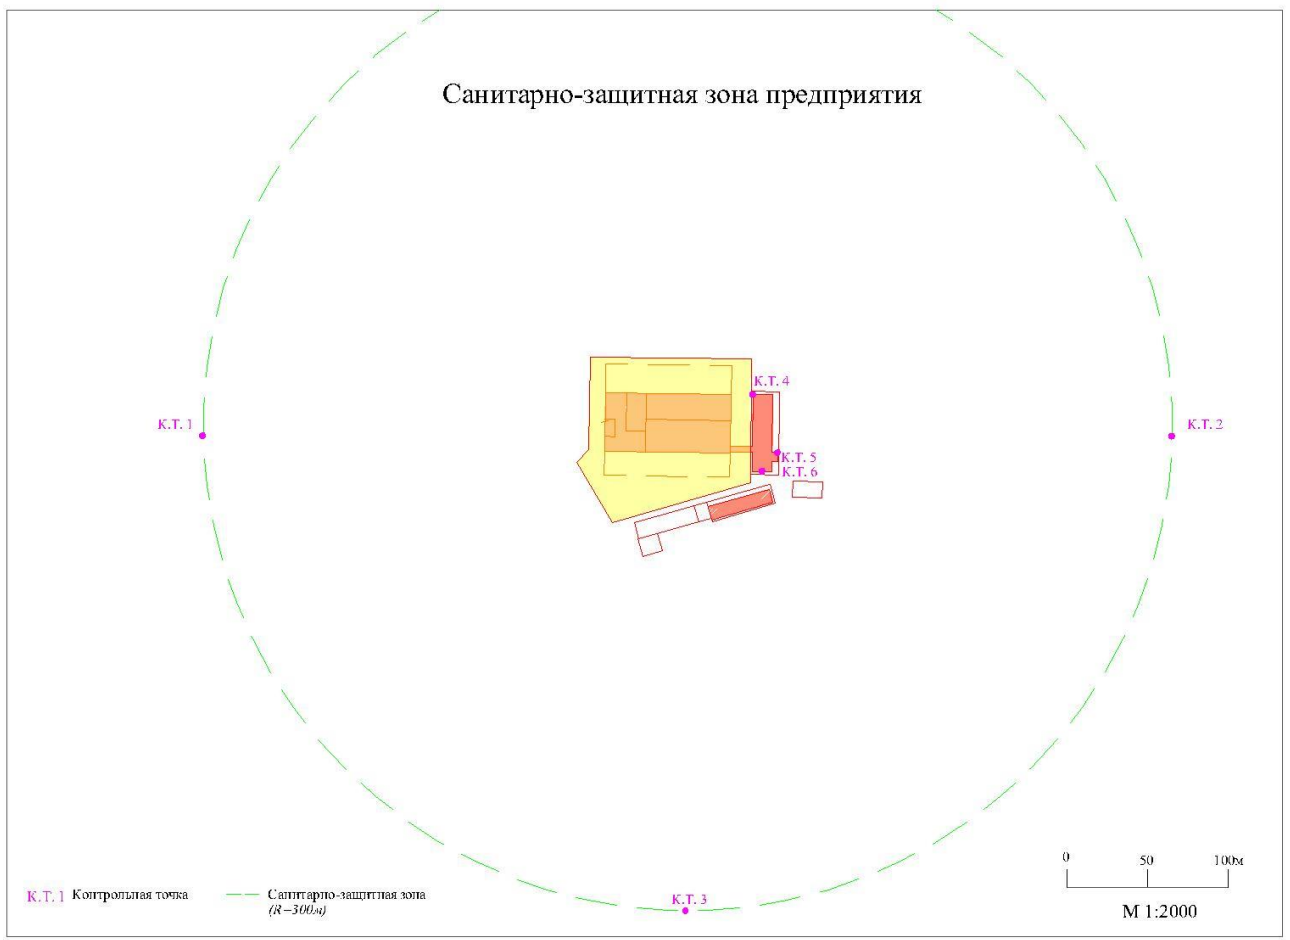 Санитарно-защитная зона предприятия
К.Т. 4
К.Т. 1
К.Т. 2
К.Т. 5
К.Т. 6
0 50 100м
К.Т. 3
К.Т. 1 Контрольная точка
Санитарно-защитная зона
(R=300м)
М 1:2000